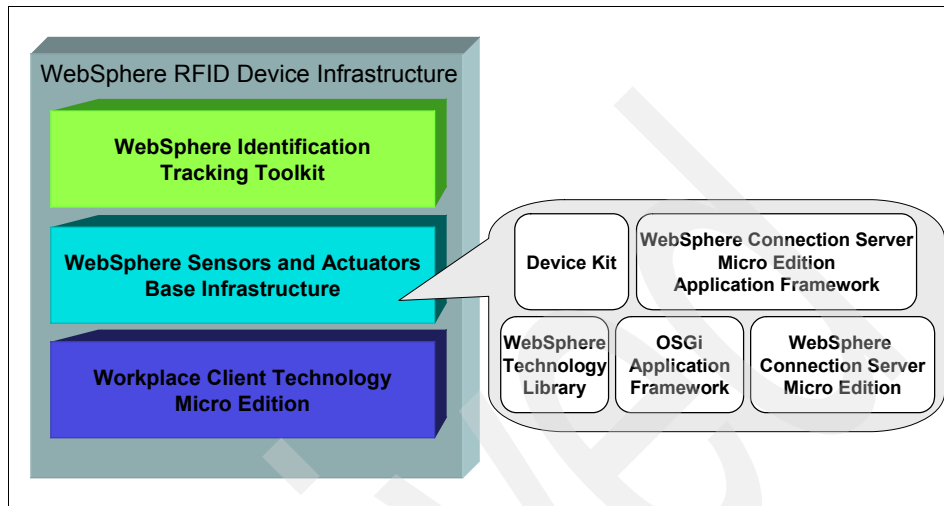 WebSphere RFID Device Infrastructure
WebSphere Identification
Tracking Toolkit
WebSphere Sensors and Actuators
Base Infrastructure
Workplace Client Technology
Micro Edition
Device Kit
WebSphere Connection Server
Micro Edition
Application Framework
WebSphere
Technology
Library
OSGi
Application
Framework
WebSphere
Connection Server
Micro Edition